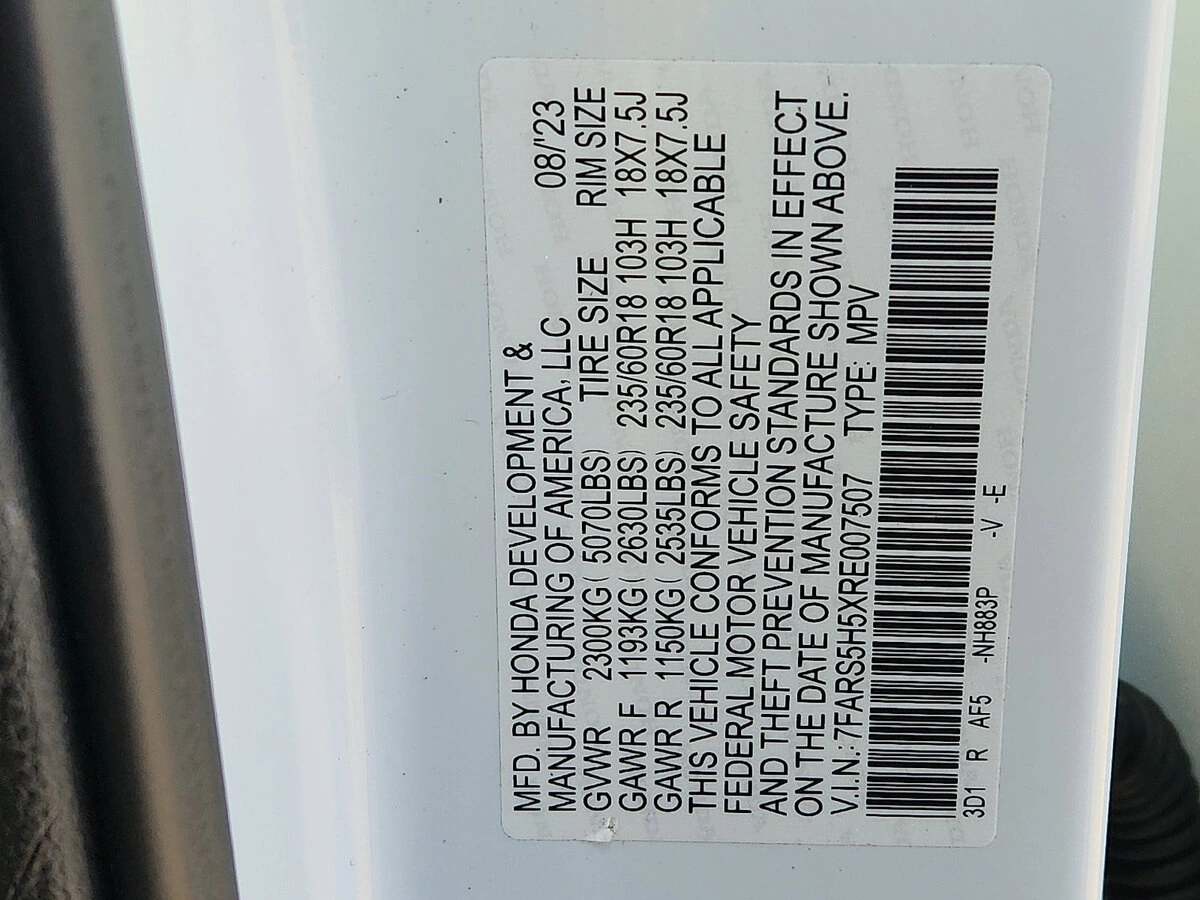 MFD. BY HONDA DEVELOPMENT &
MANUFACTURING OF AMERICA, LLC 08/'23
GVWR 2300KG ( 5070LBS) TIRE SIZE RIM SIZE
GAWR F 1193KG ( 2630LBS) 235/60R18 103H 18X7.5J
GAWR R 1150KG ( 2535LBS) 235/60R18 103H 18X7.5J
THIS VEHICLE CONFORMS TO ALL APPLICABLE
FEDERAL MOTOR VEHICLE SAFETY
AND THEFT PREVENTION STANDARDS IN EFFECT
ON THE DATE OF MANUFACTURE SHOWN ABOVE.
V.I.N.: 7FARS5H5XRE007507 TYPE: MPV
3D1 R AF5 -NH883P -V -E